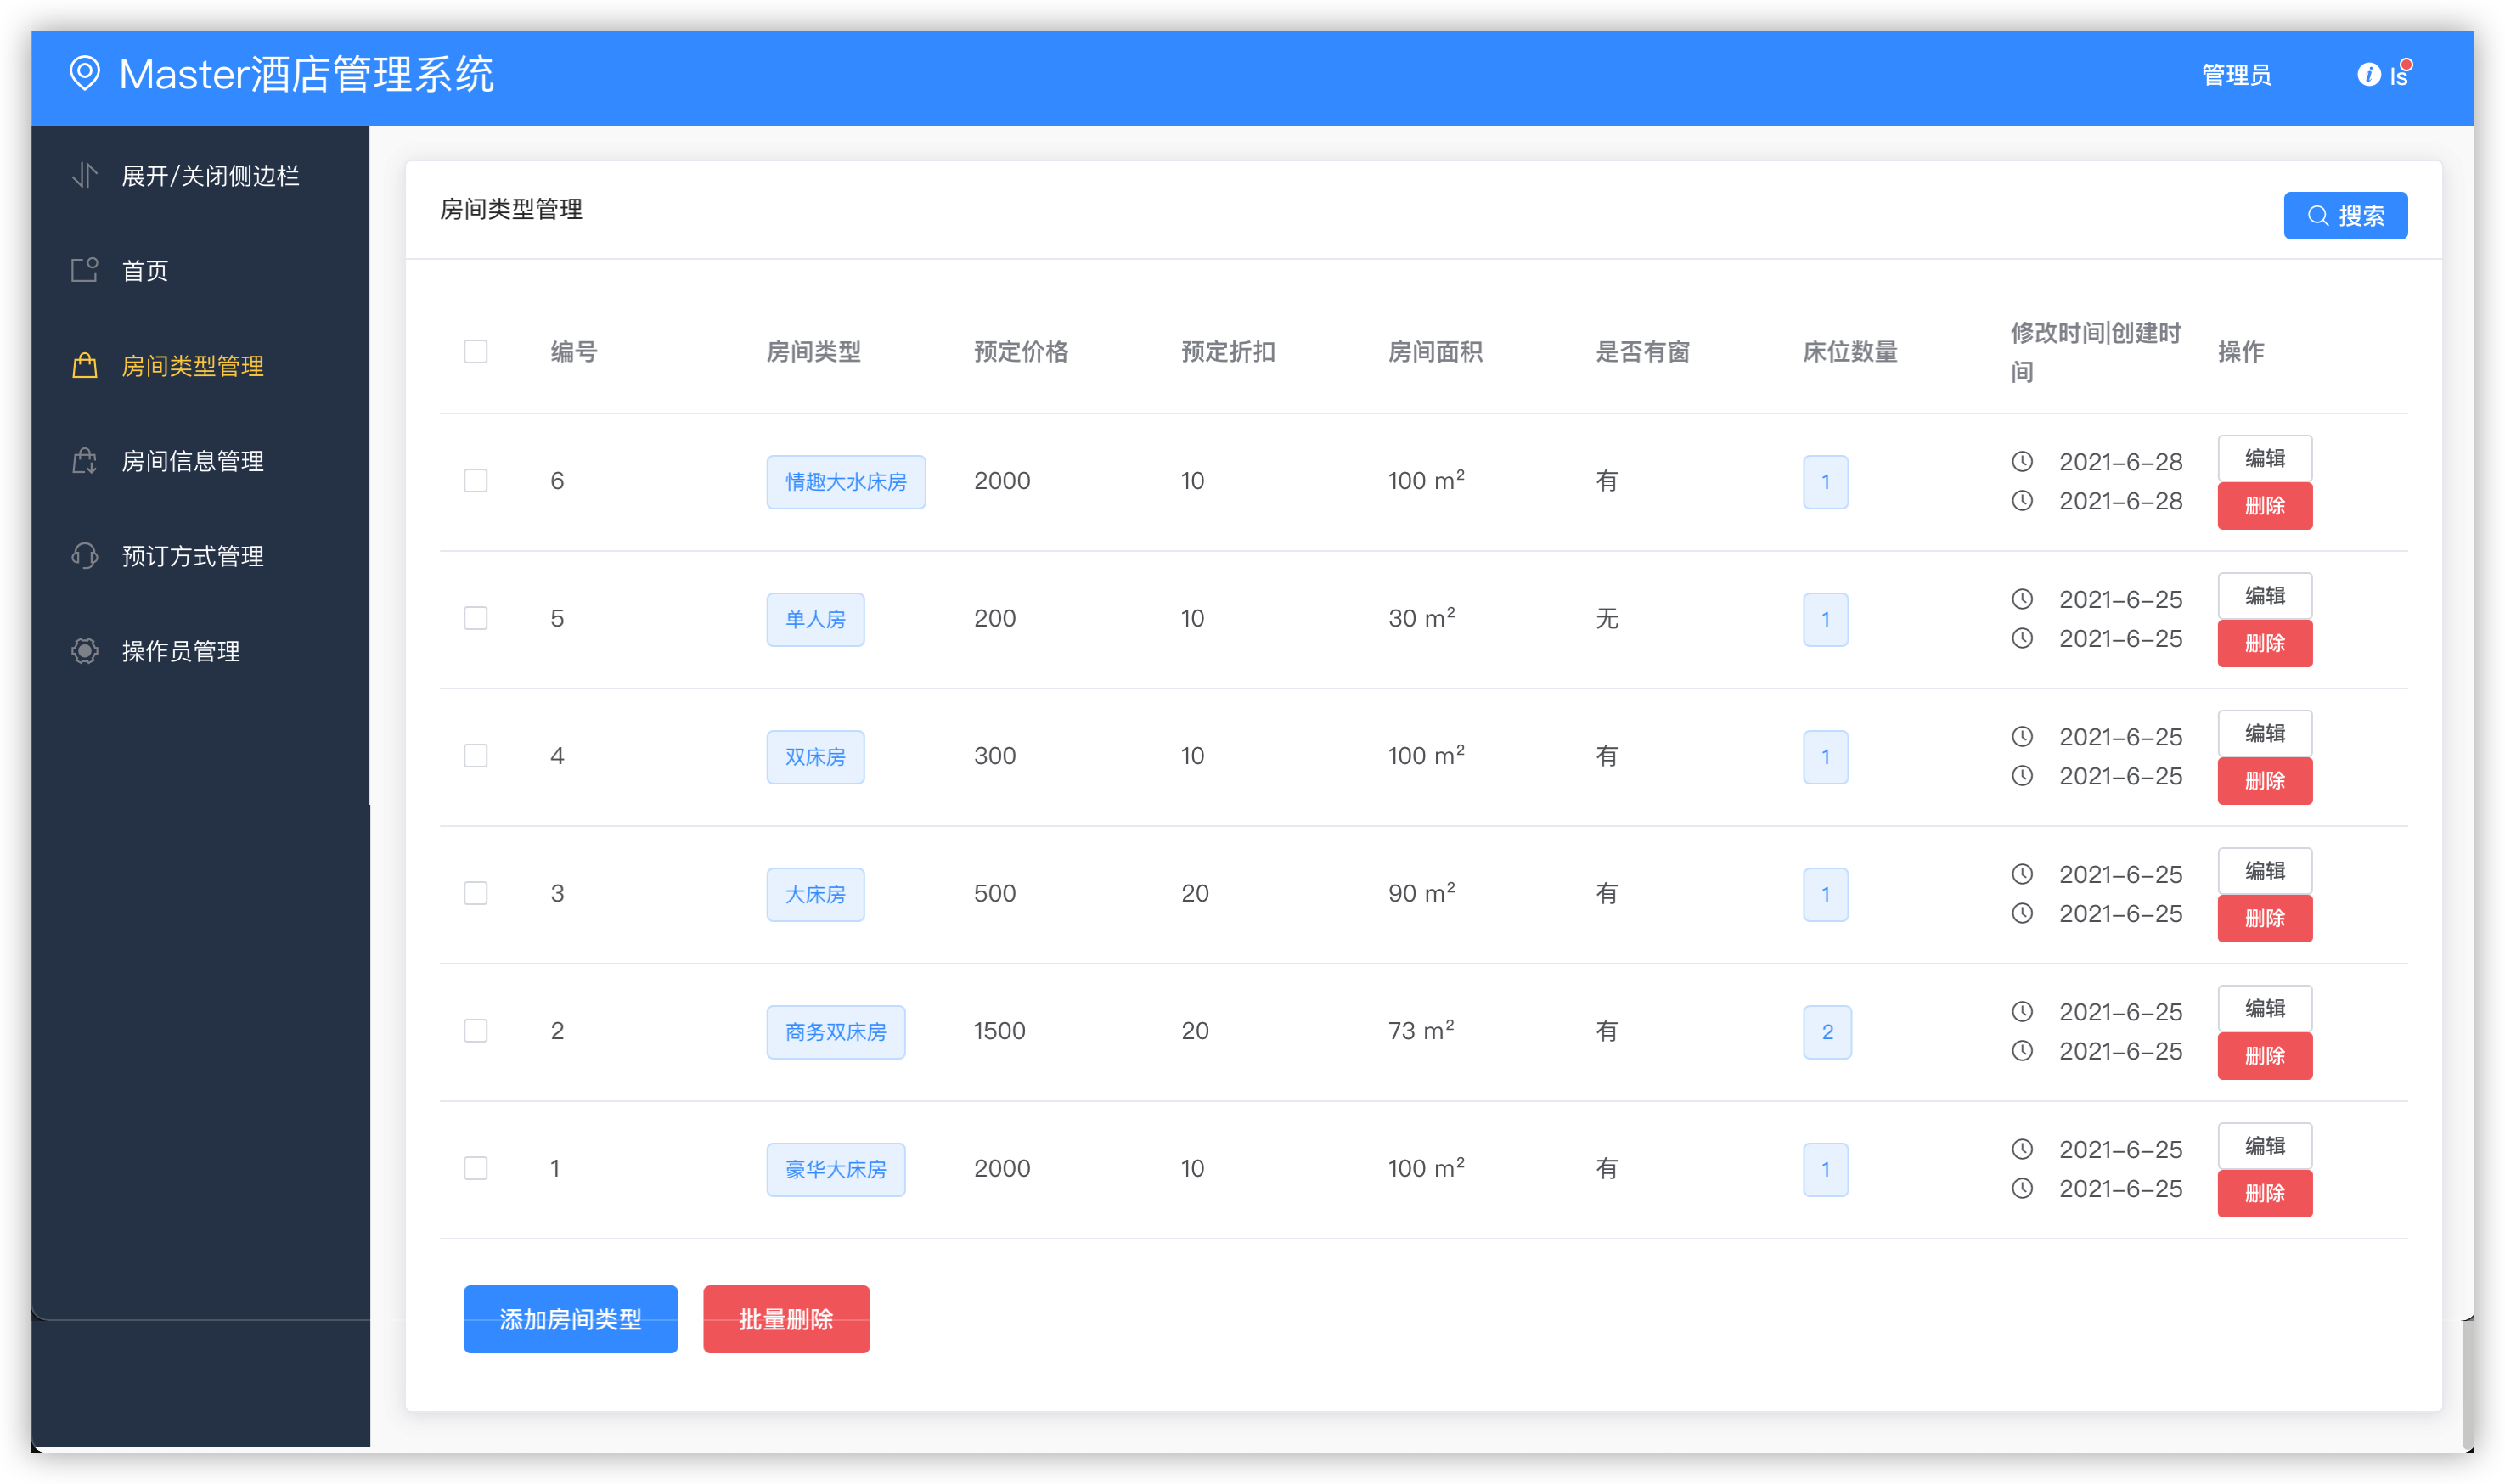 Master酒店管理系统
管理员
ls
展开/关闭侧边栏
首页
房间类型管理
房间信息管理
预订方式管理
操作员管理
房间类型管理
搜索
编号 房间类型 预定价格 预定折扣 房间面积 是否有窗 床位数量 修改时间|创建时间 操作
6 情趣大水床房 2000 10 100 m² 有 1 2021-6-28 编辑
2021-6-28 删除
5 单人房 200 10 30 m² 无 1 2021-6-25 编辑
2021-6-25 删除
4 双床房 300 10 100 m² 有 1 2021-6-25 编辑
2021-6-25 删除
3 大床房 500 20 90 m² 有 1 2021-6-25 编辑
2021-6-25 删除
2 商务双床房 1500 20 73 m² 有 2 2021-6-25 编辑
2021-6-25 删除
1 豪华大床房 2000 10 100 m² 有 1 2021-6-25 编辑
2021-6-25 删除
添加房间类型 批量删除